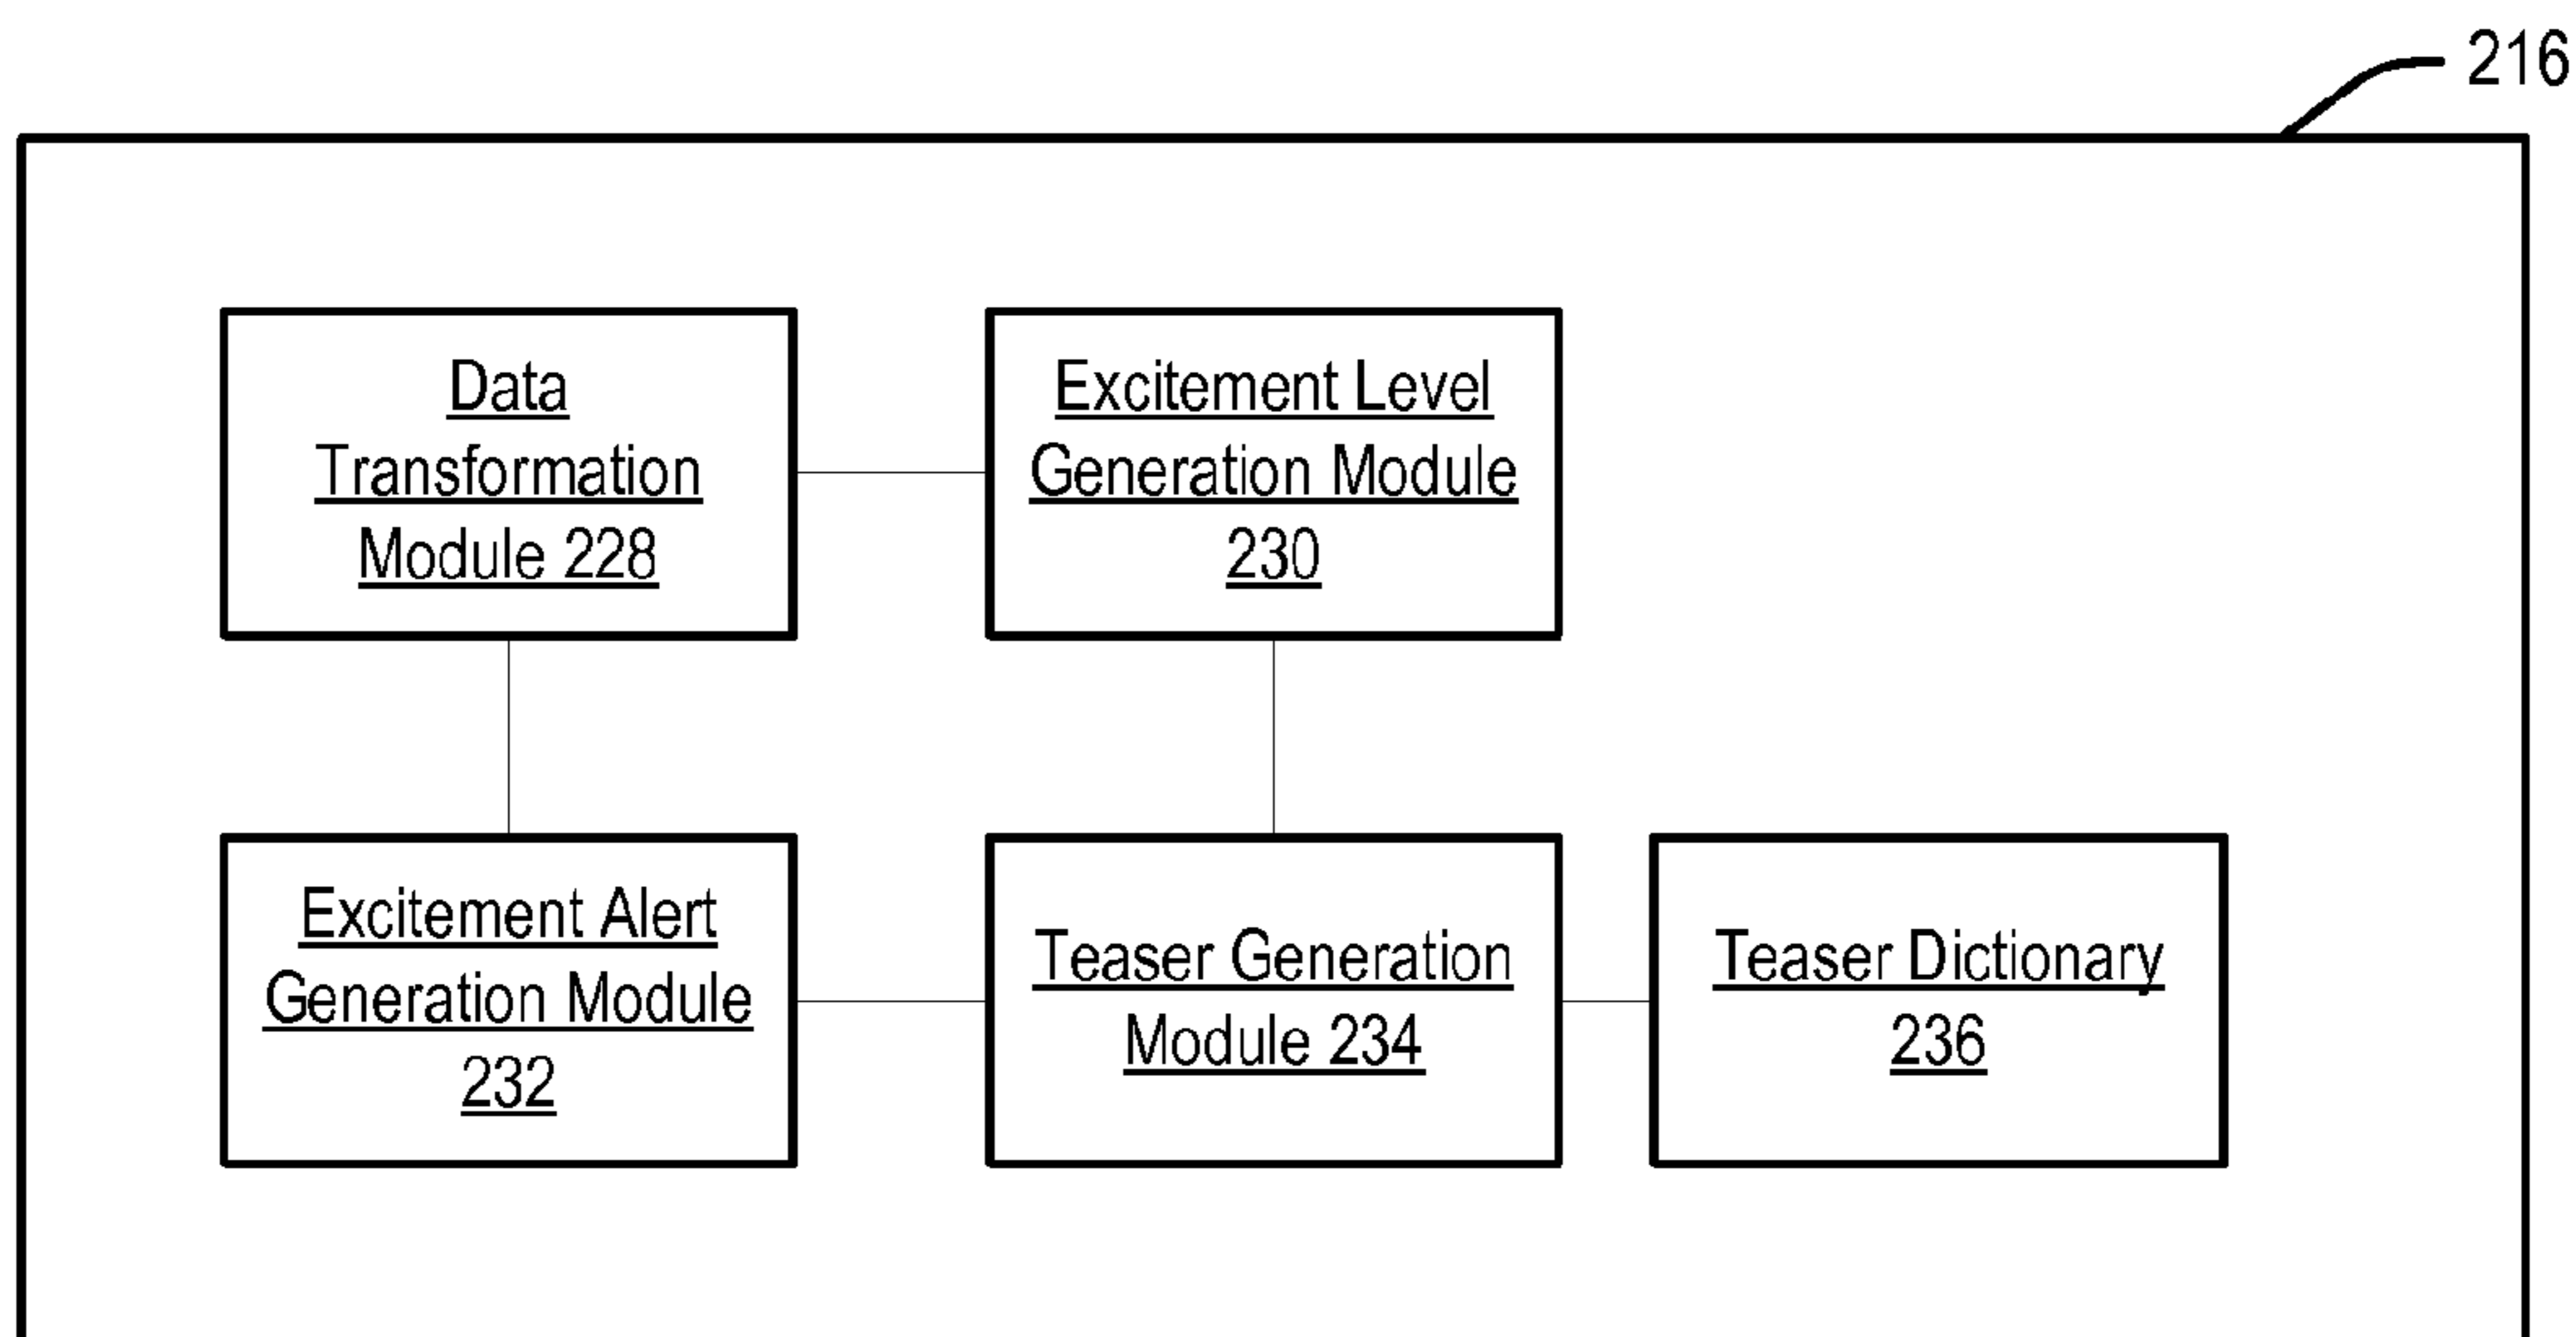 216
Data
Transformation
Module 228
Excitement Level
Generation Module
230
Excitement Alert
Generation Module
232
Teaser Generation
Module 234
Teaser Dictionary
236